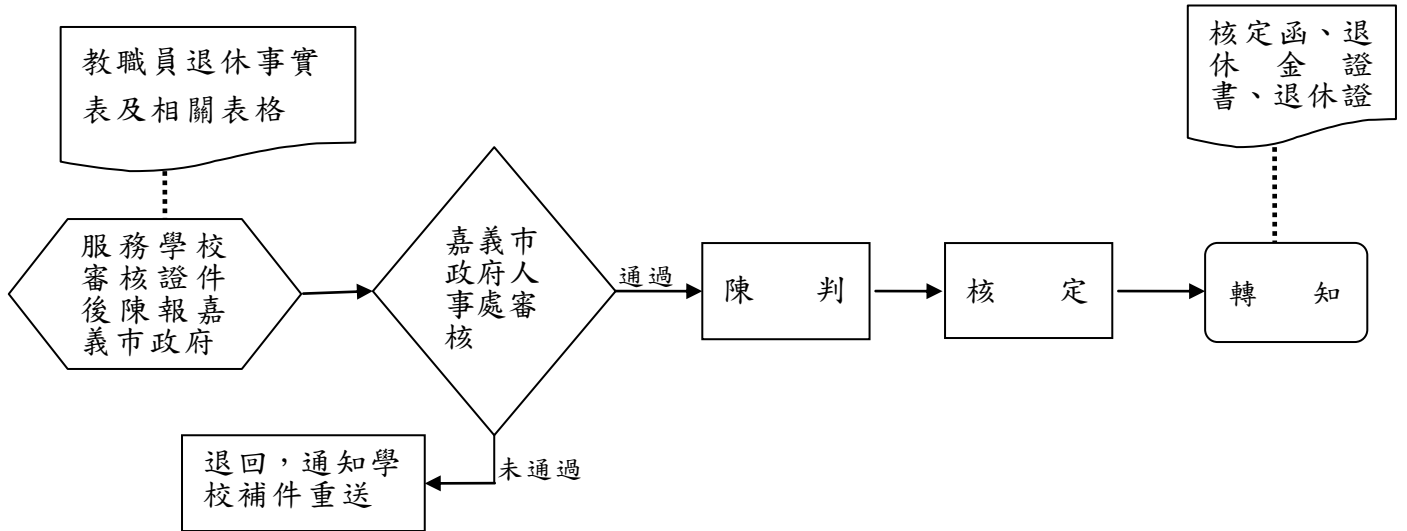 教職員退休事實
表及相關表格
核定函、退
休金證
書、退休證
服務學校
審核證件
後陳報嘉
義市政府
嘉義市
政府人
事處審
核
通過
陳判
核定
轉知
退回，通知學
校補件重送
未通過